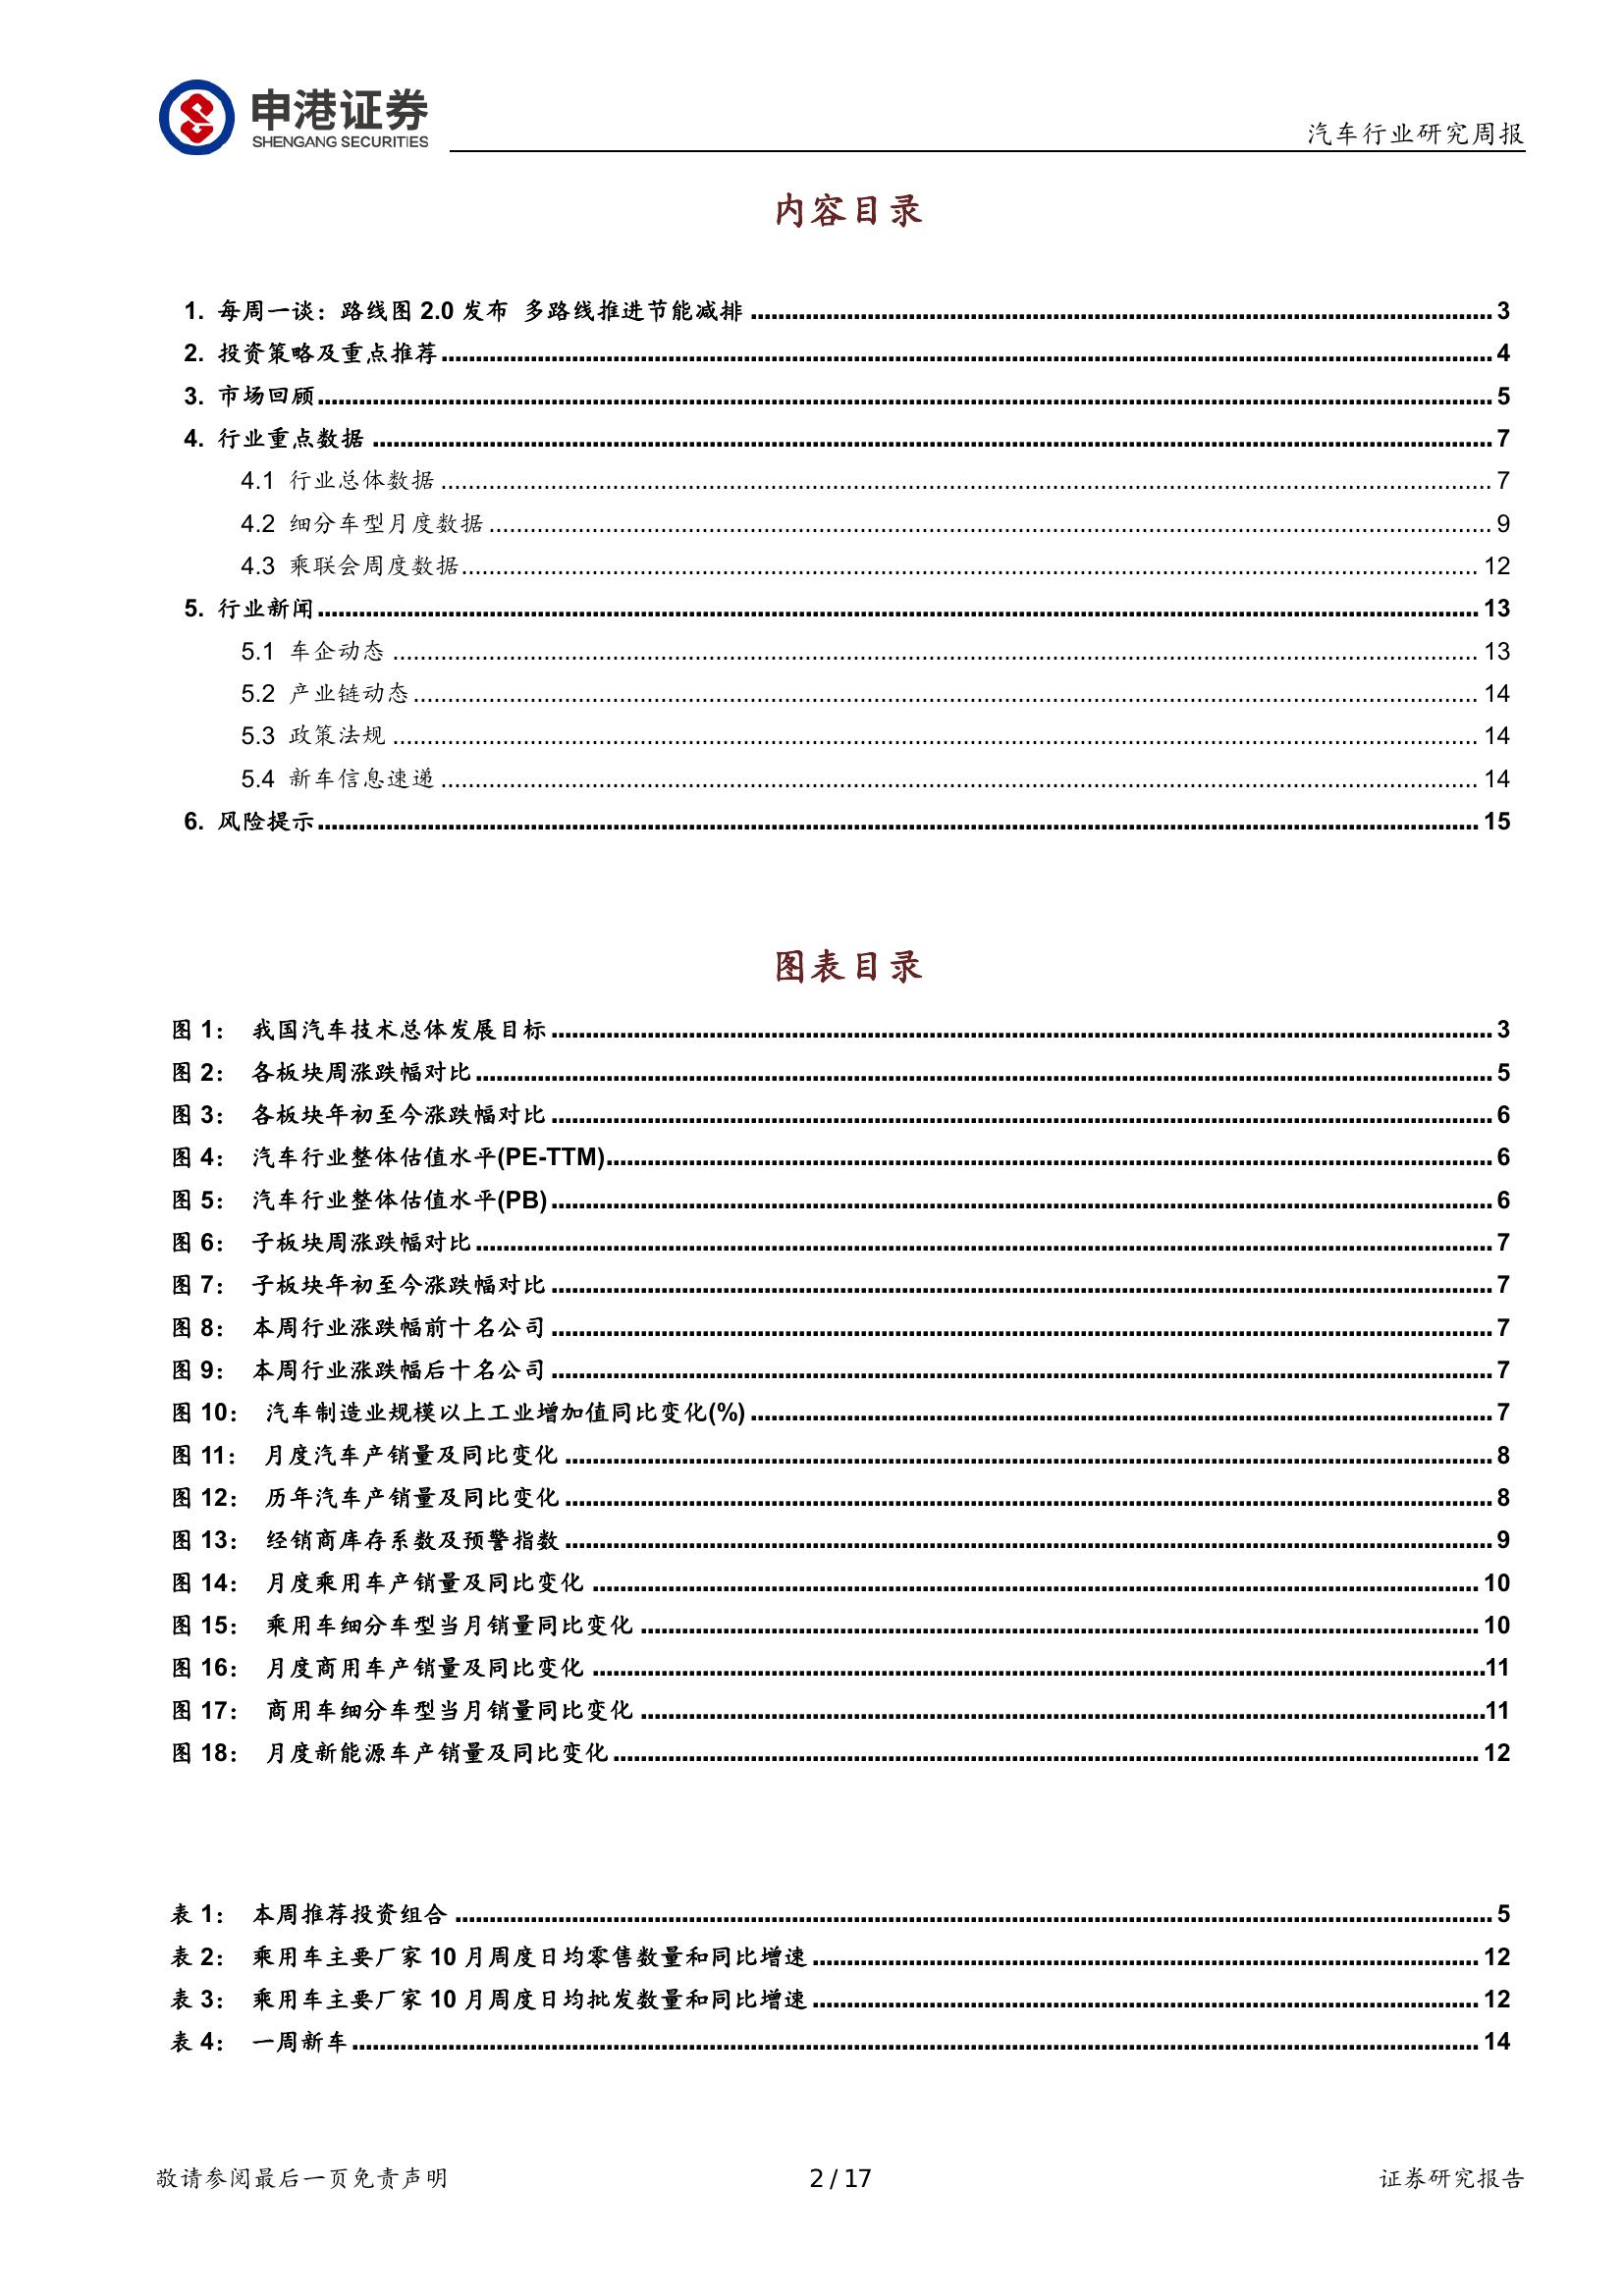 申港证券
SHENGANG SECURITIES
汽车行业研究周报
内容目录
1. 每周一谈：路线图 2.0 发布 多路线推进节能减排 3
2. 投资策略及重点推荐 4
3. 市场回顾 5
4. 行业重点数据 7
4.1 行业总体数据 7
4.2 细分车型月度数据 9
4.3 乘联会周度数据 12
5. 行业新闻 13
5.1 车企动态 13
5.2 产业链动态 14
5.3 政策法规 14
5.4 新车信息速递 14
6. 风险提示 15
图表目录
图 1： 我国汽车技术总体发展目标 3
图 2： 各板块周涨跌幅对比 5
图 3： 各板块年初至今涨跌幅对比 6
图 4： 汽车行业整体估值水平(PE-TTM) 6
图 5： 汽车行业整体估值水平(PB) 6
图 6： 子板块周涨跌幅对比 7
图 7： 子板块年初至今涨跌幅对比 7
图 8： 本周行业涨跌幅前十名公司 7
图 9： 本周行业涨跌幅后十名公司 7
图 10： 汽车制造业规模以上工业增加值同比变化(%) 7
图 11： 月度汽车产销量及同比变化 8
图 12： 历年汽车产销量及同比变化 8
图 13： 经销商库存系数及预警指数 9
图 14： 月度乘用车产销量及同比变化 10
图 15： 乘用车细分车型当月销量同比变化 10
图 16： 月度商用车产销量及同比变化 11
图 17： 商用车细分车型当月销量同比变化 11
图 18： 月度新能源车产销量及同比变化 12
表 1： 本周推荐投资组合 5
表 2： 乘用车主要厂家 10 月周度日均零售数量和同比增速 12
表 3： 乘用车主要厂家 10 月周度日均批发数量和同比增速 12
表 4： 一周新车 14
敬请参阅最后一页免责声明
2 / 17
证券研究报告